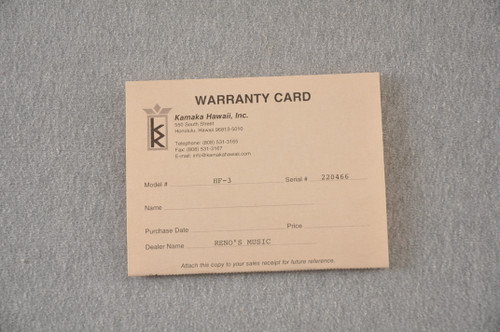 WARRANTY CARD
Kamaka Hawaii, Inc.
550 South Street
Honolulu, Hawaii 96813-5033
Telephone: (808) 531-3165
Fax: (808) 531-3167
E-mail: info@kamakahawaii.com
Model # HF-3 Serial # 220466
Name
Purchase Date Price
Dealer Name RENO'S MUSIC
Attach this copy to your sales receipt for future reference.